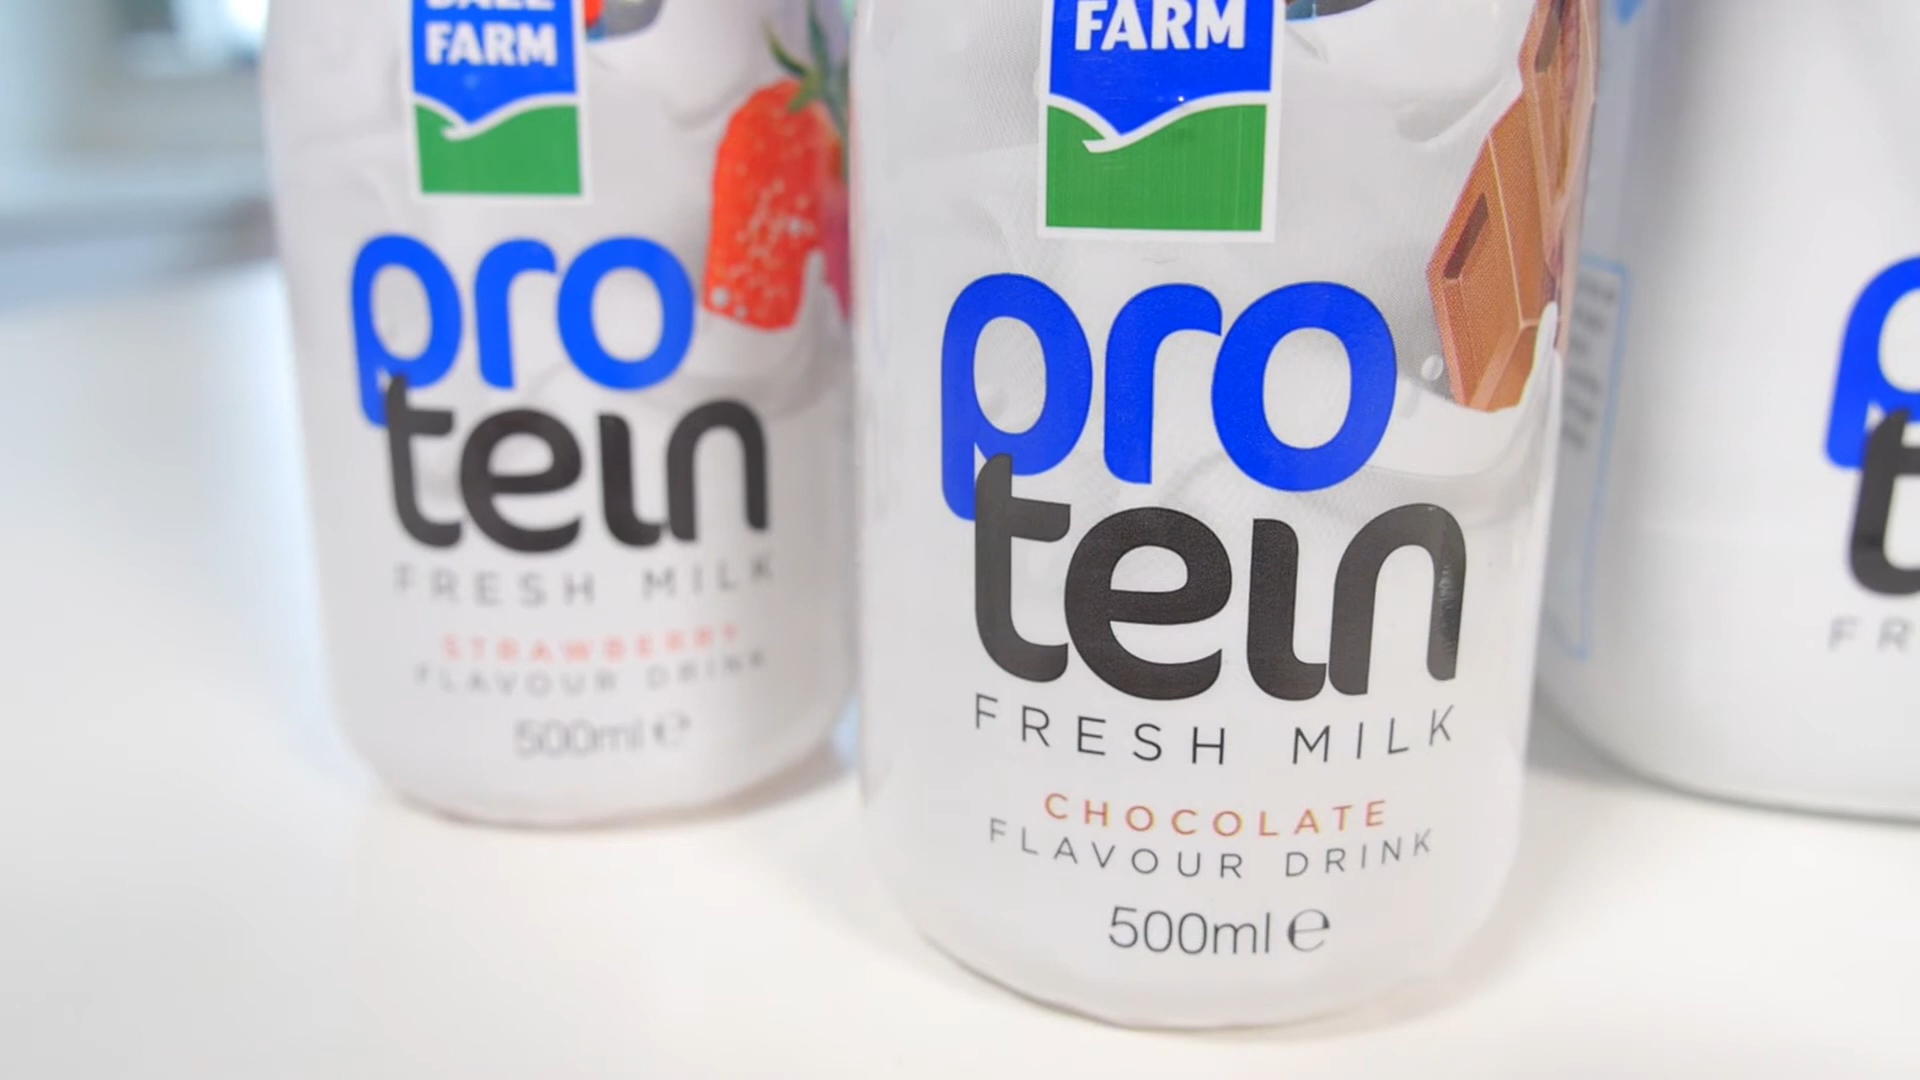 DALE
FARM
pro
tein
FRESH MILK
STRAWBERRY
FLAVOUR DRINK
500ml e
FARM
pro
tein
FRESH MILK
CHOCOLATE
FLAVOUR DRINK
500ml e
p
t
FR